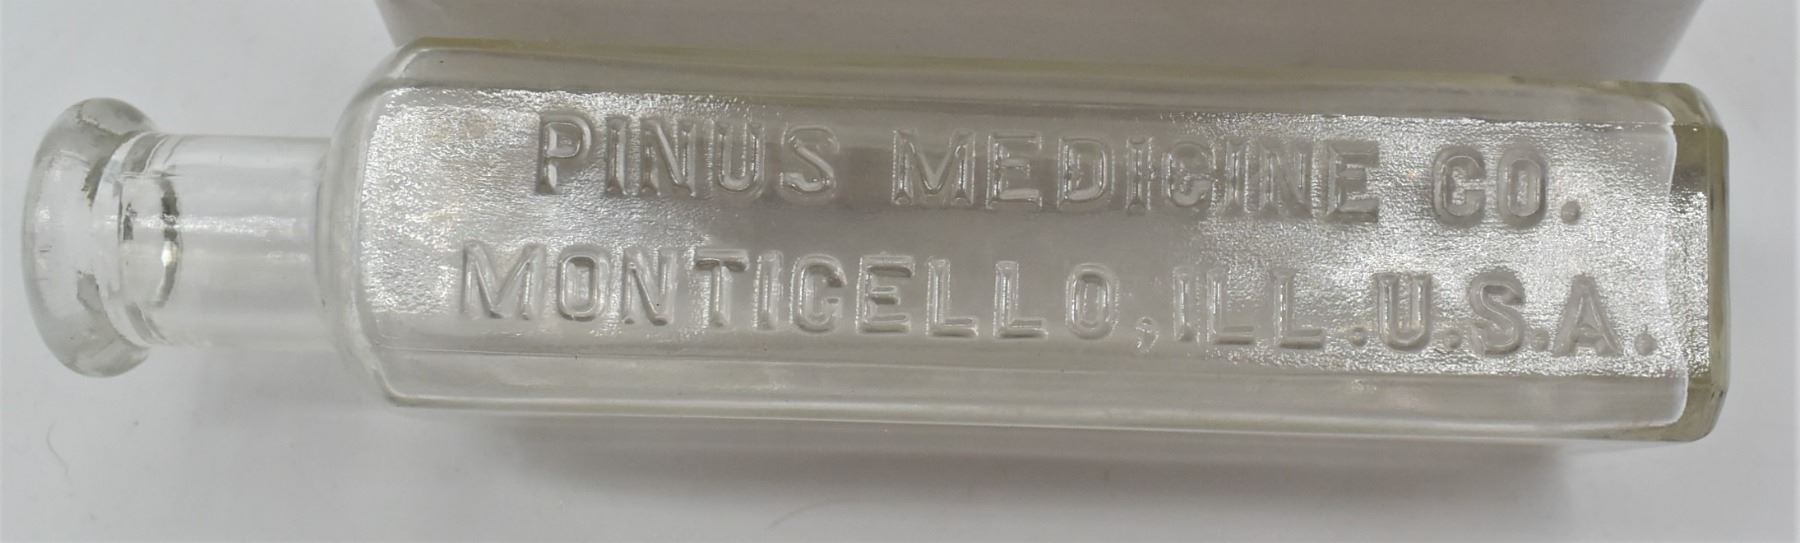 PINUS MEDICINE CO.
MONTICELLO, ILL. U.S.A.